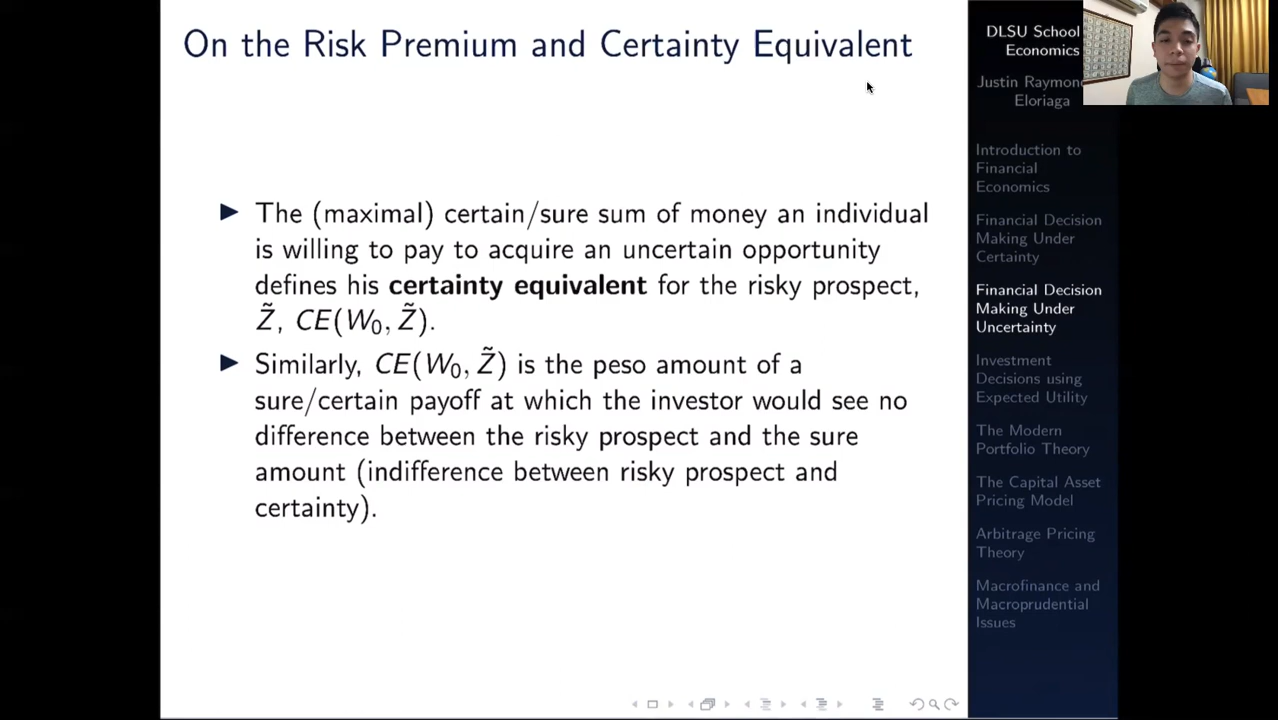 On the Risk Premium and Certainty Equivalent
▶ The (maximal) certain/sure sum of money an individual
is willing to pay to acquire an uncertain opportunity
defines his certainty equivalent for the risky prospect,
Z̃, CE(W₀, Z̃).
▶ Similarly, CE(W₀, Z̃) is the peso amount of a
sure/certain payoff at which the investor would see no
difference between the risky prospect and the sure
amount (indifference between risky prospect and
certainty).
DLSU School
Economics
Justin Raymon
Eloriaga
Introduction to
Financial
Economics
Financial Decision
Making Under
Certainty
Financial Decision
Making Under
Uncertainty
Investment
Decisions using
Expected Utility
The Modern
Portfolio Theory
The Capital Asset
Pricing Model
Arbitrage Pricing
Theory
Macrofinance and
Macroprudential
Issues